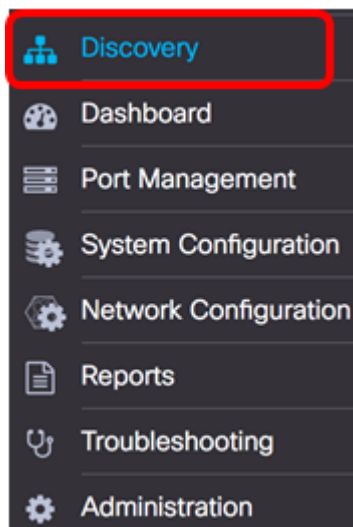 Discovery
Dashboard
Port Management
System Configuration
Network Configuration
Reports
Troubleshooting
Administration